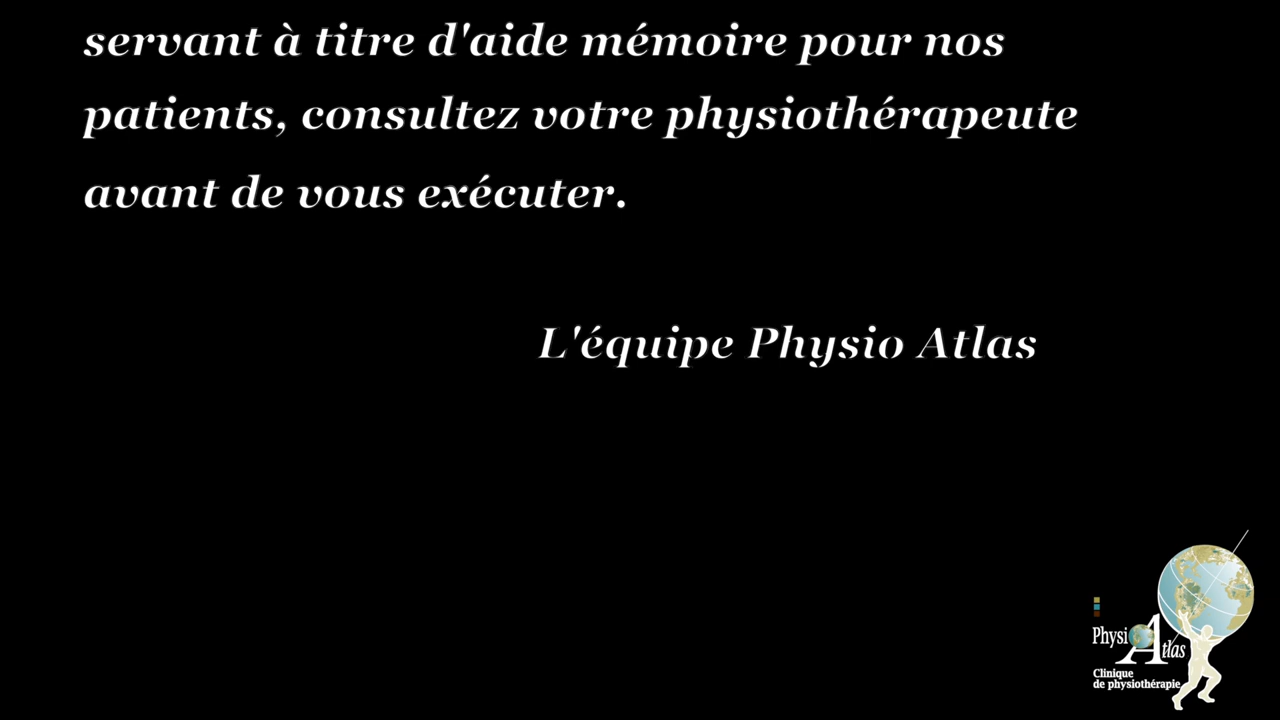 servant à titre d'aide mémoire pour nos
patients, consultez votre physiothérapeute
avant de vous exécuter.
L'équipe Physio Atlas
Physio Atlas
Clinique
de physiothérapie